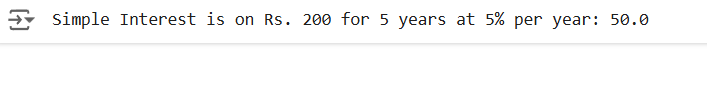 Simple Interest is on Rs. 200 for 5 years at 5% per year: 50.0